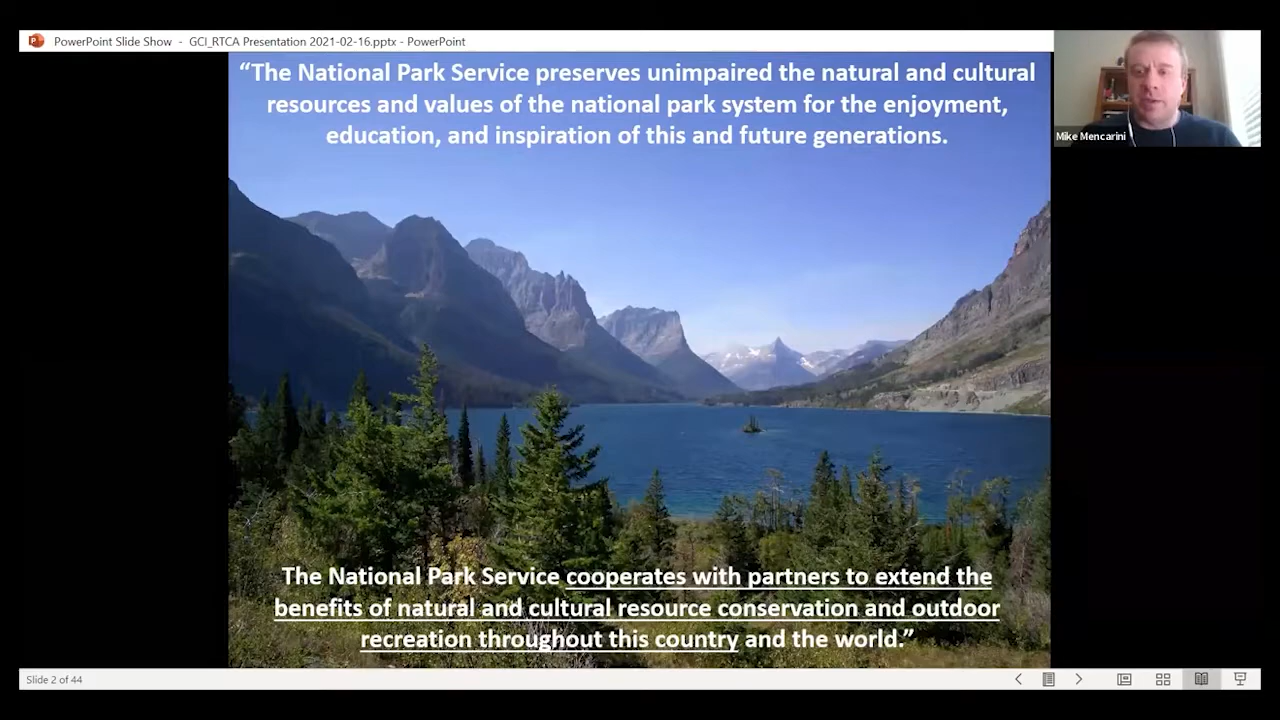 PowerPoint Slide Show - GCI_RTCA Presentation 2021-02-16.pptx - PowerPoint
“The National Park Service preserves unimpaired the natural and cultural
resources and values of the national park system for the enjoyment,
education, and inspiration of this and future generations.
Mike Mencarini
The National Park Service cooperates with partners to extend the
benefits of natural and cultural resource conservation and outdoor
recreation throughout this country and the world.”
Slide 2 of 44